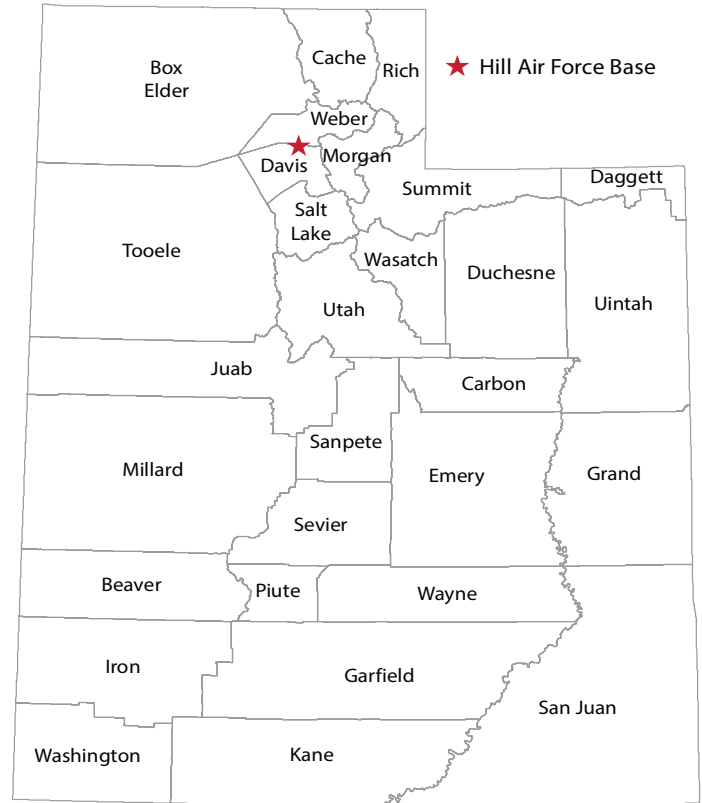 Box
Elder
Cache
Rich
Hill Air Force Base
Weber
Davis
Morgan
Summit
Daggett
Salt
Lake
Tooele
Wasatch
Duchesne
Uintah
Utah
Juab
Carbon
Sanpete
Millard
Emery
Grand
Sevier
Beaver
Piute
Wayne
Iron
Garfield
San Juan
Washington
Kane